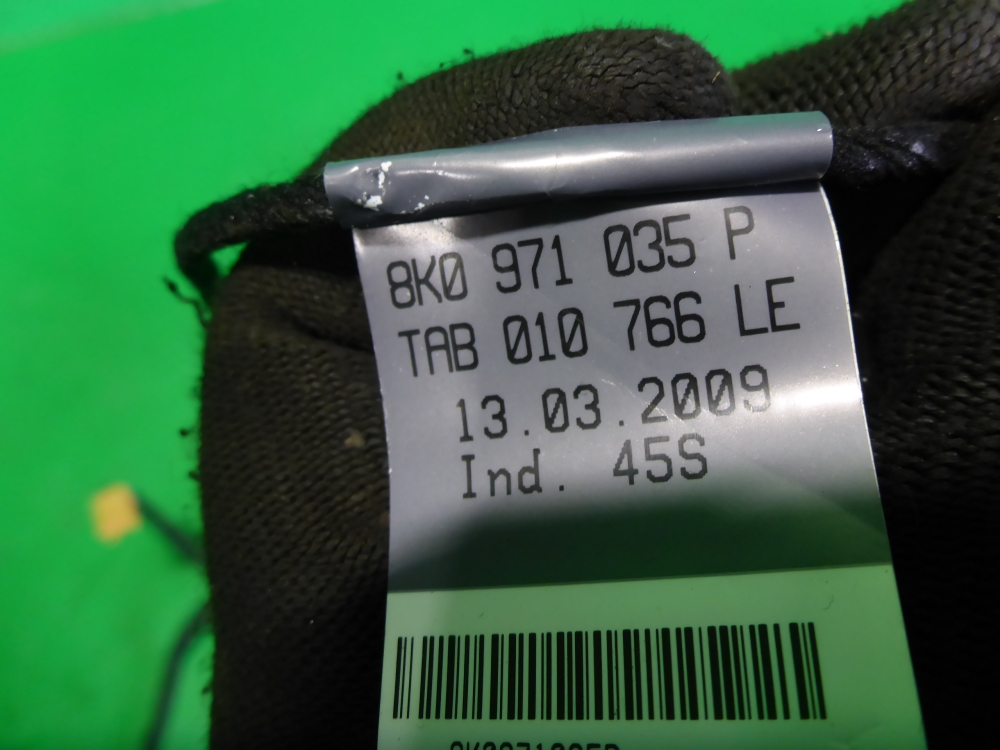 8K0 971 035 P
TAB 010 766 LE
13.03.2009
Ind. 45S